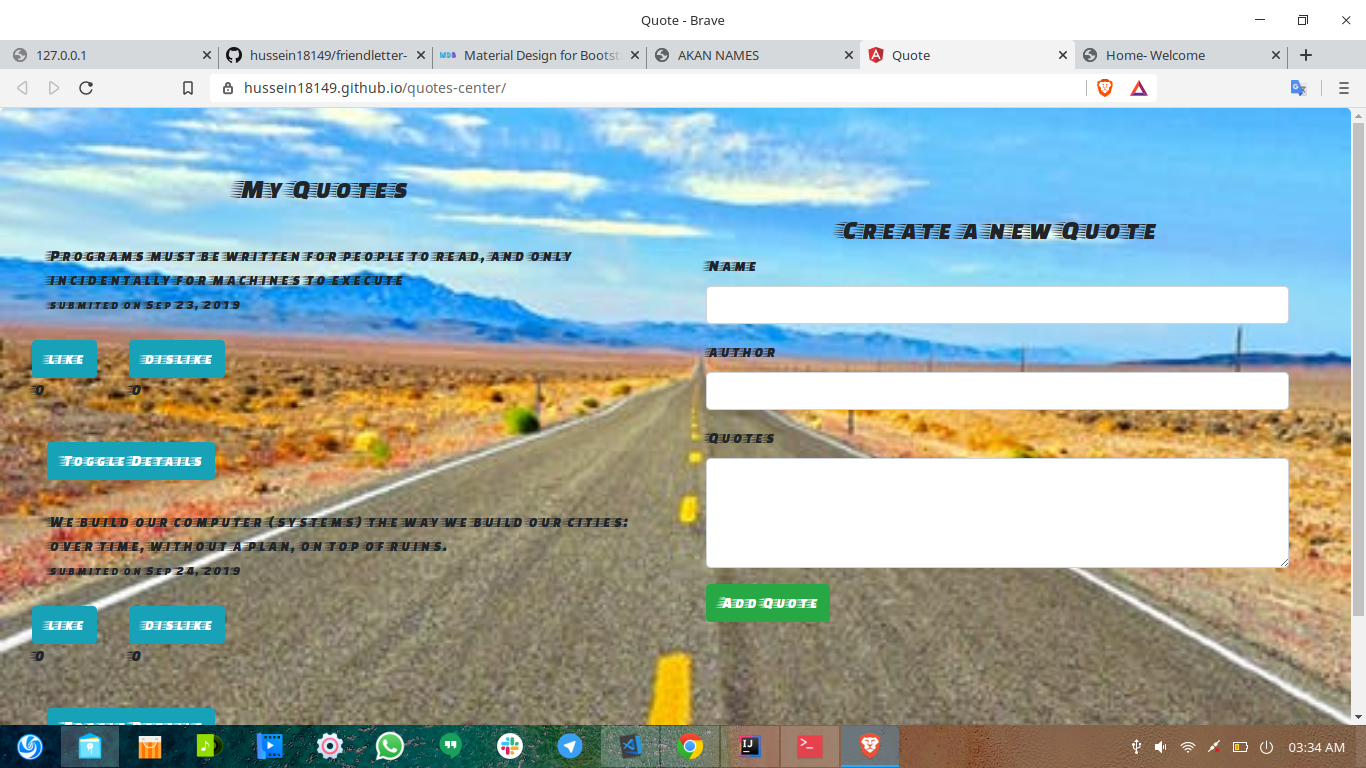 Quote - Brave
127.0.0.1
hussein18149/friendletter-
MDB
Material Design for Bootst
AKAN NAMES
Quote
Home- Welcome
hussein18149.github.io/quotes-center/
My Quotes
Programs must be written for people to read, and only
incidentally for machines to execute
submited on Sep 23, 2019
like
dislike
0
0
Toggle Details
We build our computer (systems) the way we build our cities:
over time, without a plan, on top of ruins.
submited on Sep 24, 2019
like
dislike
0
0
Toggle Details
Create a new Quote
Name
author
Quotes
Add Quote
03:34 AM